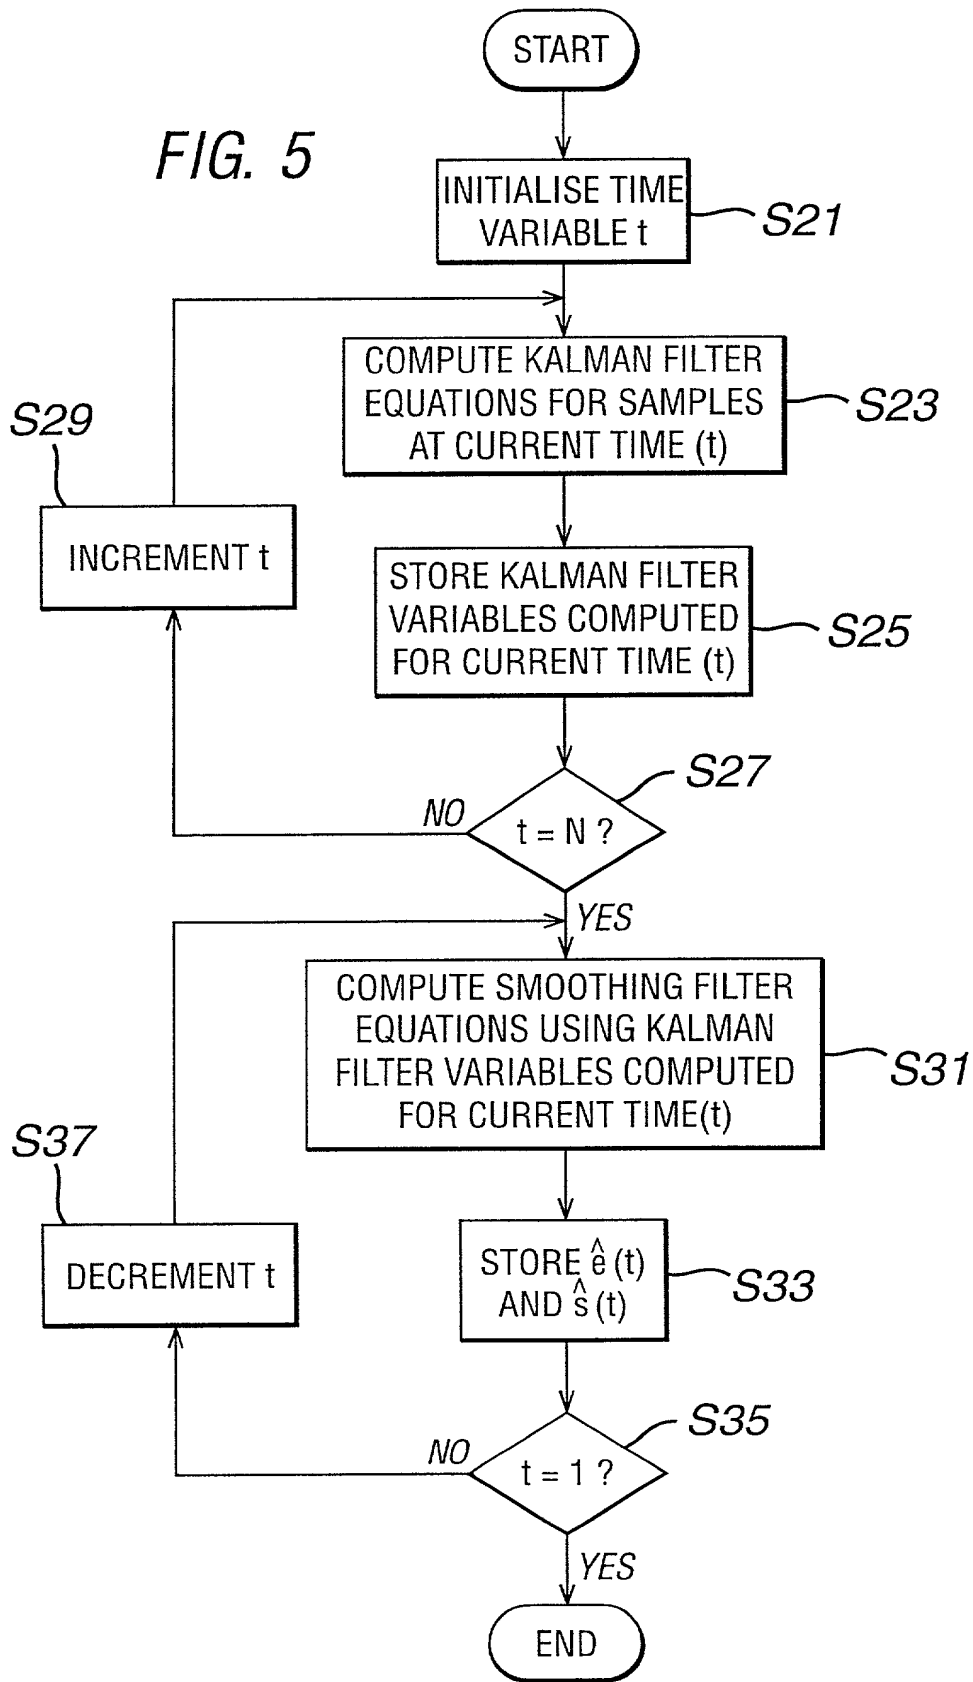 START
FIG. 5
INITIALISE TIME
VARIABLE t
S21
COMPUTE KALMAN FILTER
EQUATIONS FOR SAMPLES
AT CURRENT TIME (t)
S23
S29
INCREMENT t
STORE KALMAN FILTER
VARIABLES COMPUTED
FOR CURRENT TIME (t)
S25
S27
NO
t = N ?
YES
COMPUTE SMOOTHING FILTER
EQUATIONS USING KALMAN
FILTER VARIABLES COMPUTED
FOR CURRENT TIME(t)
S31
S37
DECREMENT t
STORE ê (t)
AND ŝ (t)
S33
S35
NO
t = 1 ?
YES
END